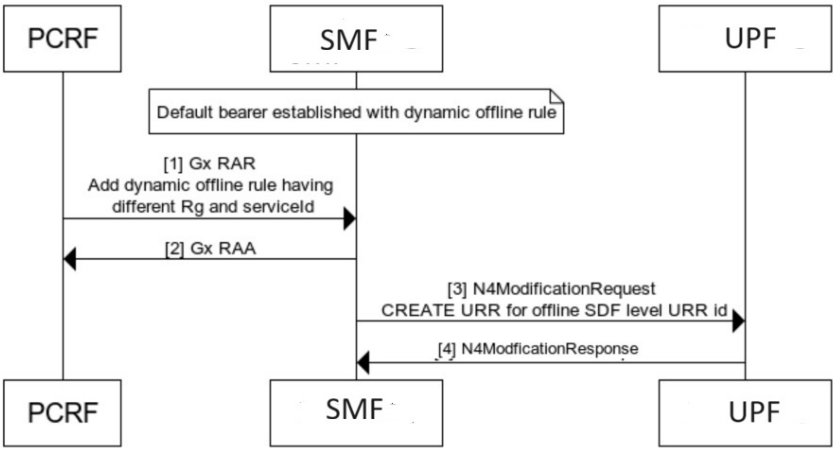 PCRF
SMF
UPF
Default bearer established with dynamic offline rule
[1] Gx RAR
Add dynamic offline rule having
different Rg and serviceId
[2] Gx RAA
[3] N4ModificationRequest
CREATE URR for offline SDF level URR id
[4] N4ModficationResponse
PCRF
SMF
UPF